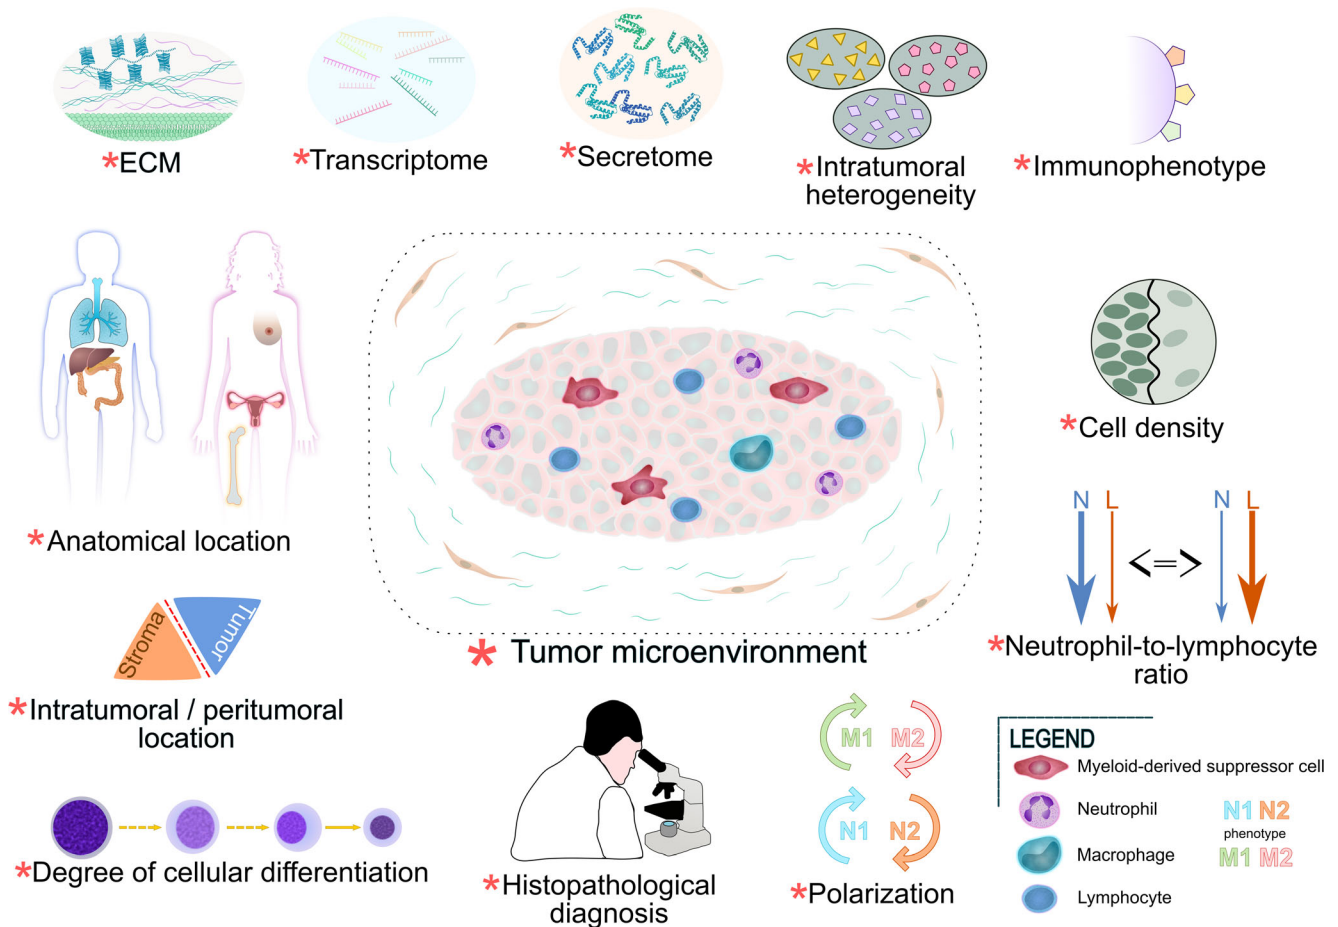 *ECM
*Transcriptome
*Secretome
*Intratumoral
heterogeneity
*Immunophenotype
*Anatomical location
*Cell density
N L <=> N L
*Neutrophil-to-lymphocyte
ratio
* Tumor microenvironment
Stroma
Tumor
*Intratumoral / peritumoral
location
*Degree of cellular differentiation
*Histopathological
diagnosis
M1 M2
N1 N2
*Polarization
LEGEND
Myeloid-derived suppressor cell
Neutrophil
Macrophage
Lymphocyte
N1 N2
phenotype
M1 M2